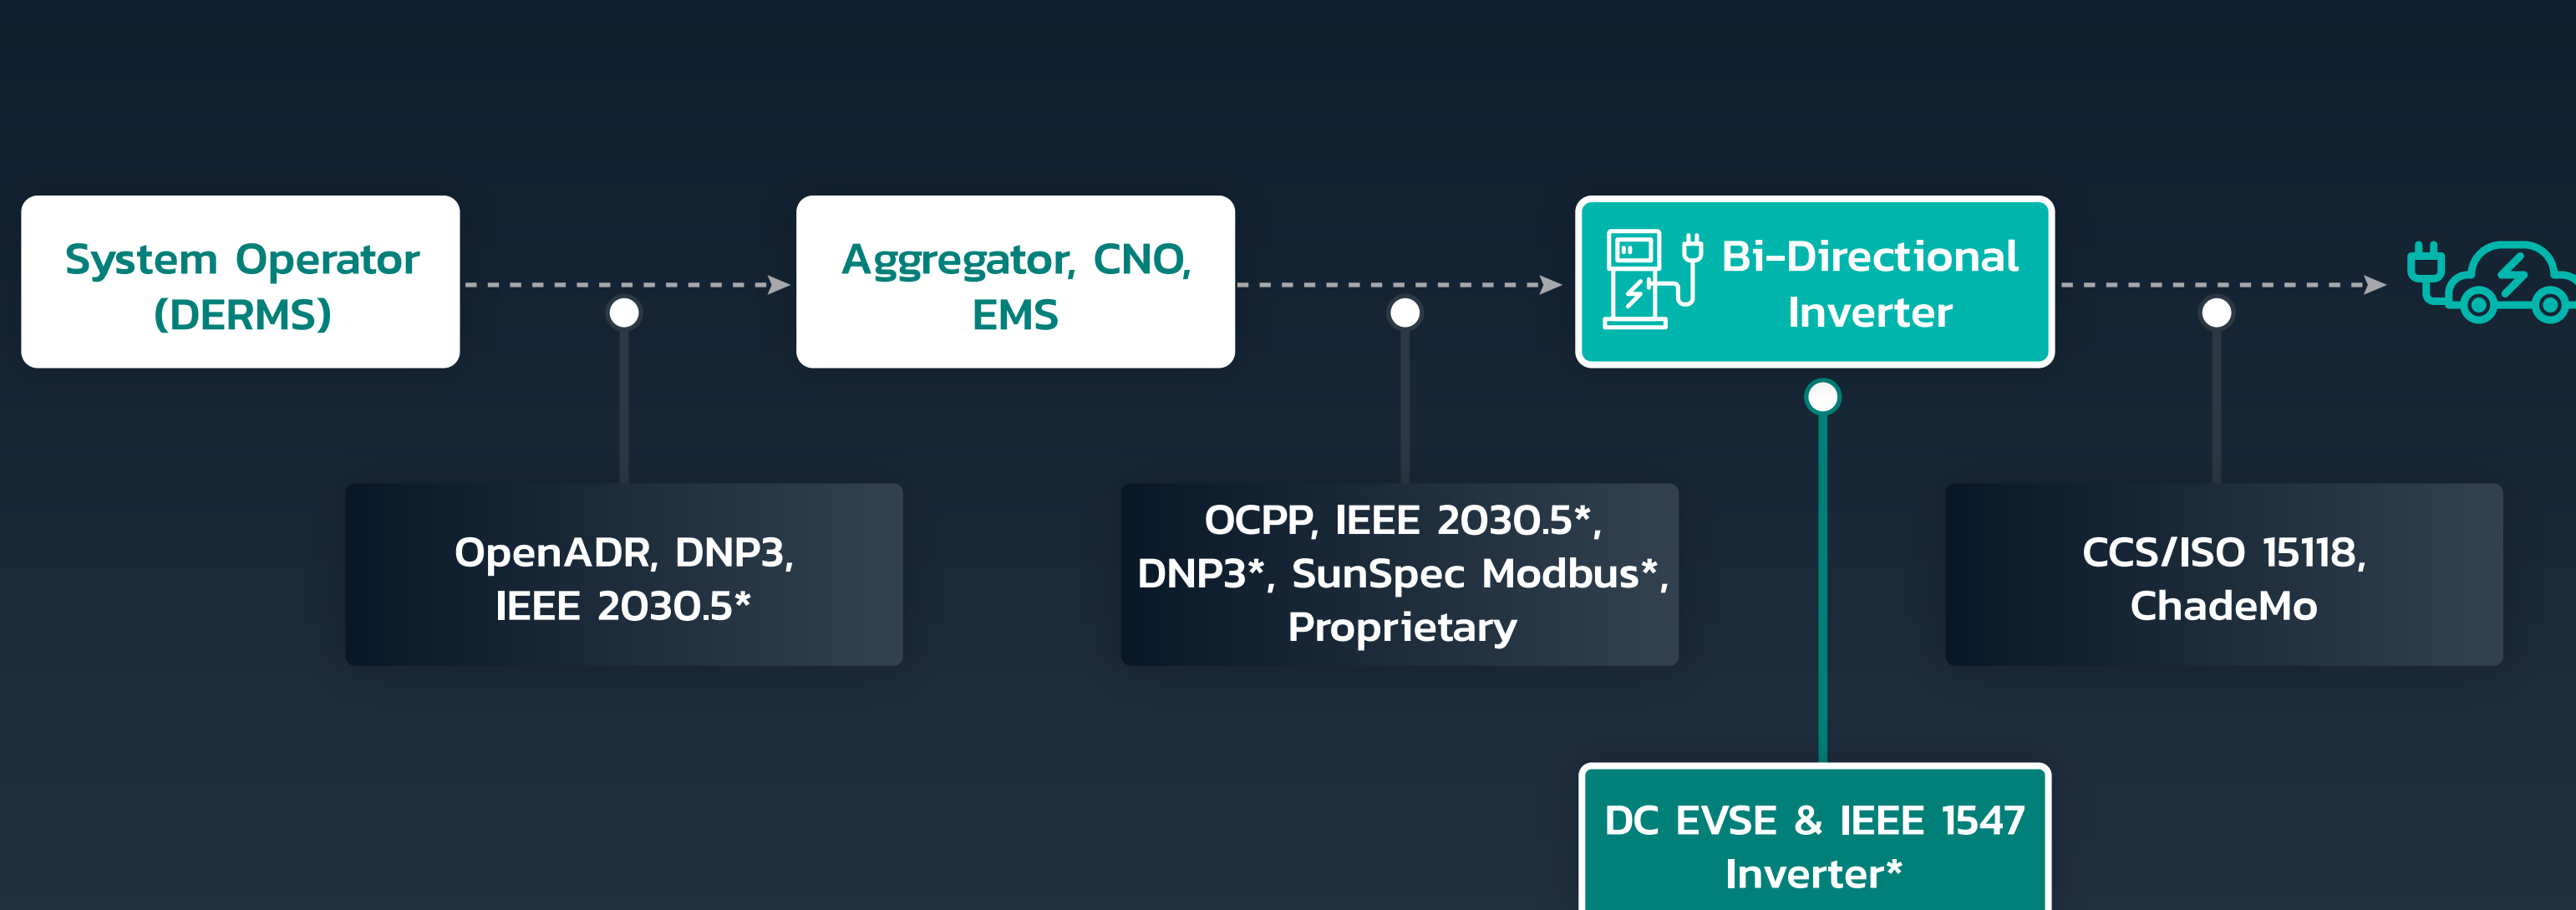 System Operator
(DERMS)
Aggregator, CNO,
EMS
Bi-Directional
Inverter
OpenADR, DNP3,
IEEE 2030.5*
OCPP, IEEE 2030.5*,
DNP3*, SunSpec Modbus*,
Proprietary
CCS/ISO 15118,
ChadeMo
DC EVSE & IEEE 1547
Inverter*